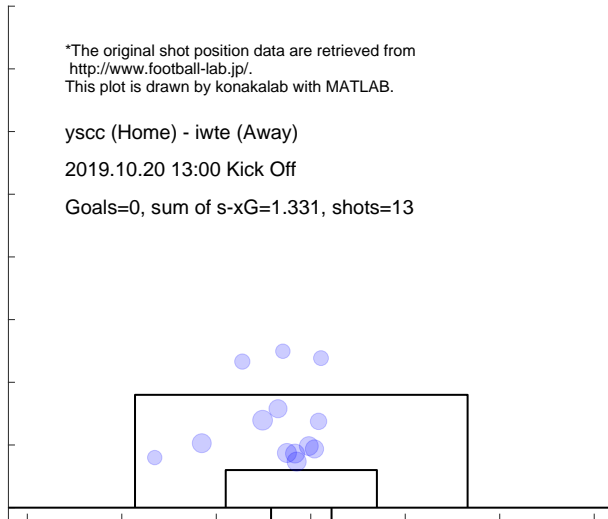 *The original shot position data are retrieved from
http://www.football-lab.jp/.
This plot is drawn by konakalab with MATLAB.
yscc (Home) - iwte (Away)
2019.10.20 13:00 Kick Off
Goals=0, sum of s-xG=1.331, shots=13